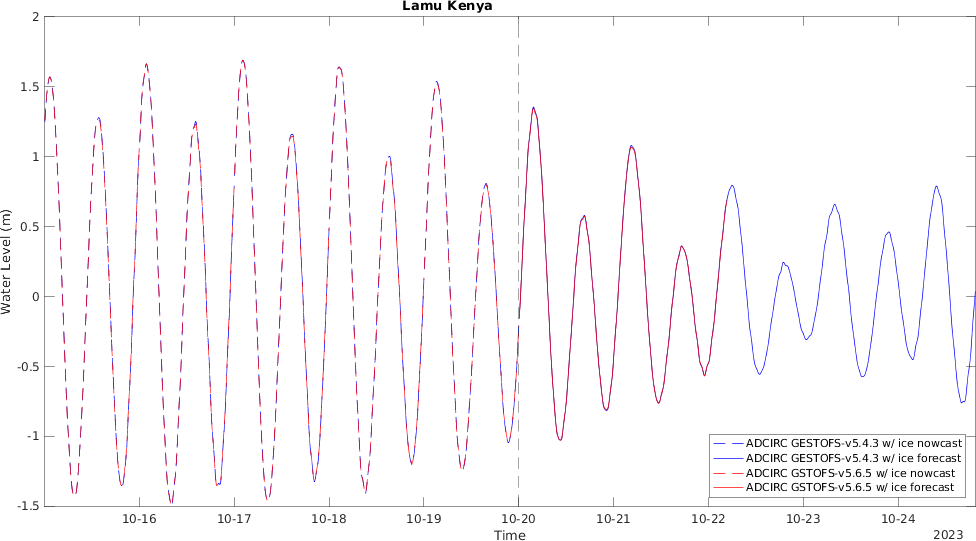 Lamu Kenya
Water Level (m)
2
1.5
1
0.5
0
-0.5
-1
-1.5
10-16 10-17 10-18 10-19 10-20 10-21 10-22 10-23 10-24
Time
2023
ADCIRC GESTOFS-v5.4.3 w/ ice nowcast
ADCIRC GESTOFS-v5.4.3 w/ ice forecast
ADCIRC GSTOFS-v5.6.5 w/ ice nowcast
ADCIRC GSTOFS-v5.6.5 w/ ice forecast